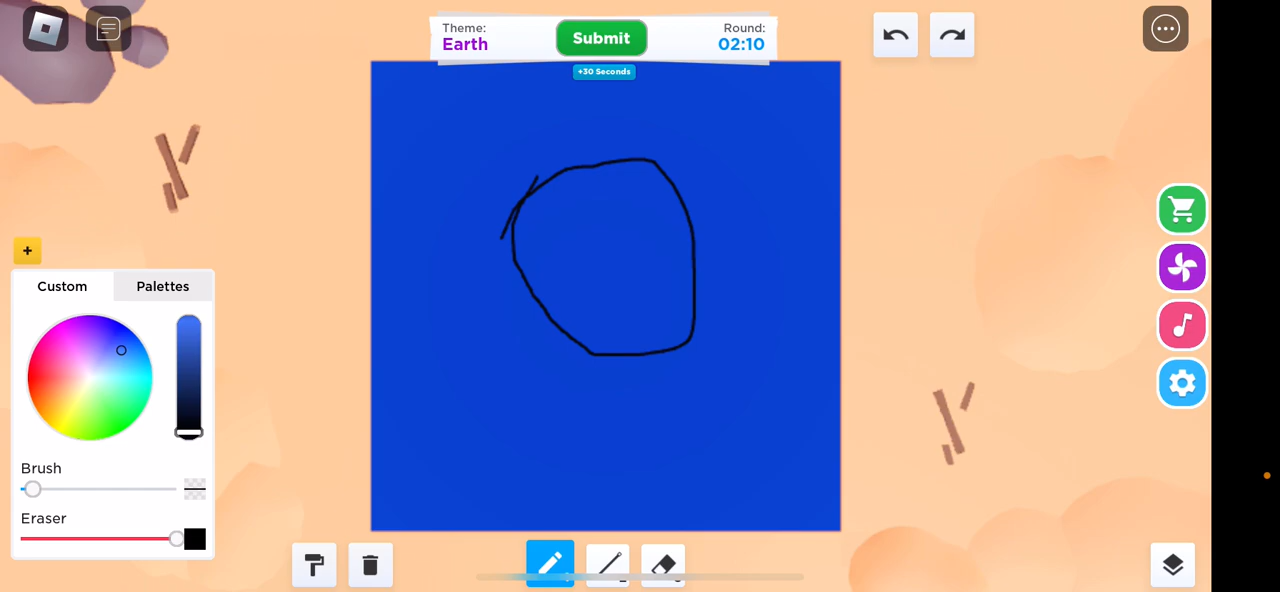 Theme:
Earth
Submit
Round:
02:10
+30 Seconds
+
Custom
Palettes
Brush
Eraser